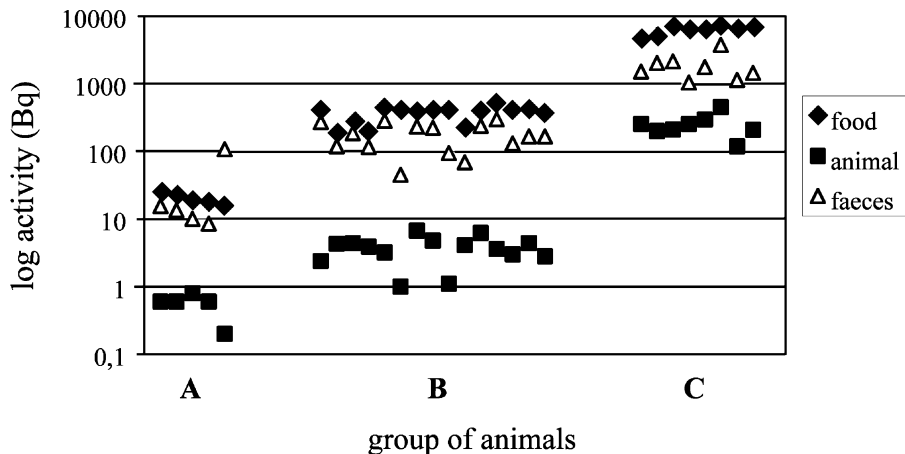 10000
1000
100
10
1
0,1
log activity (Bq)
A B C
group of animals
food
animal
faeces